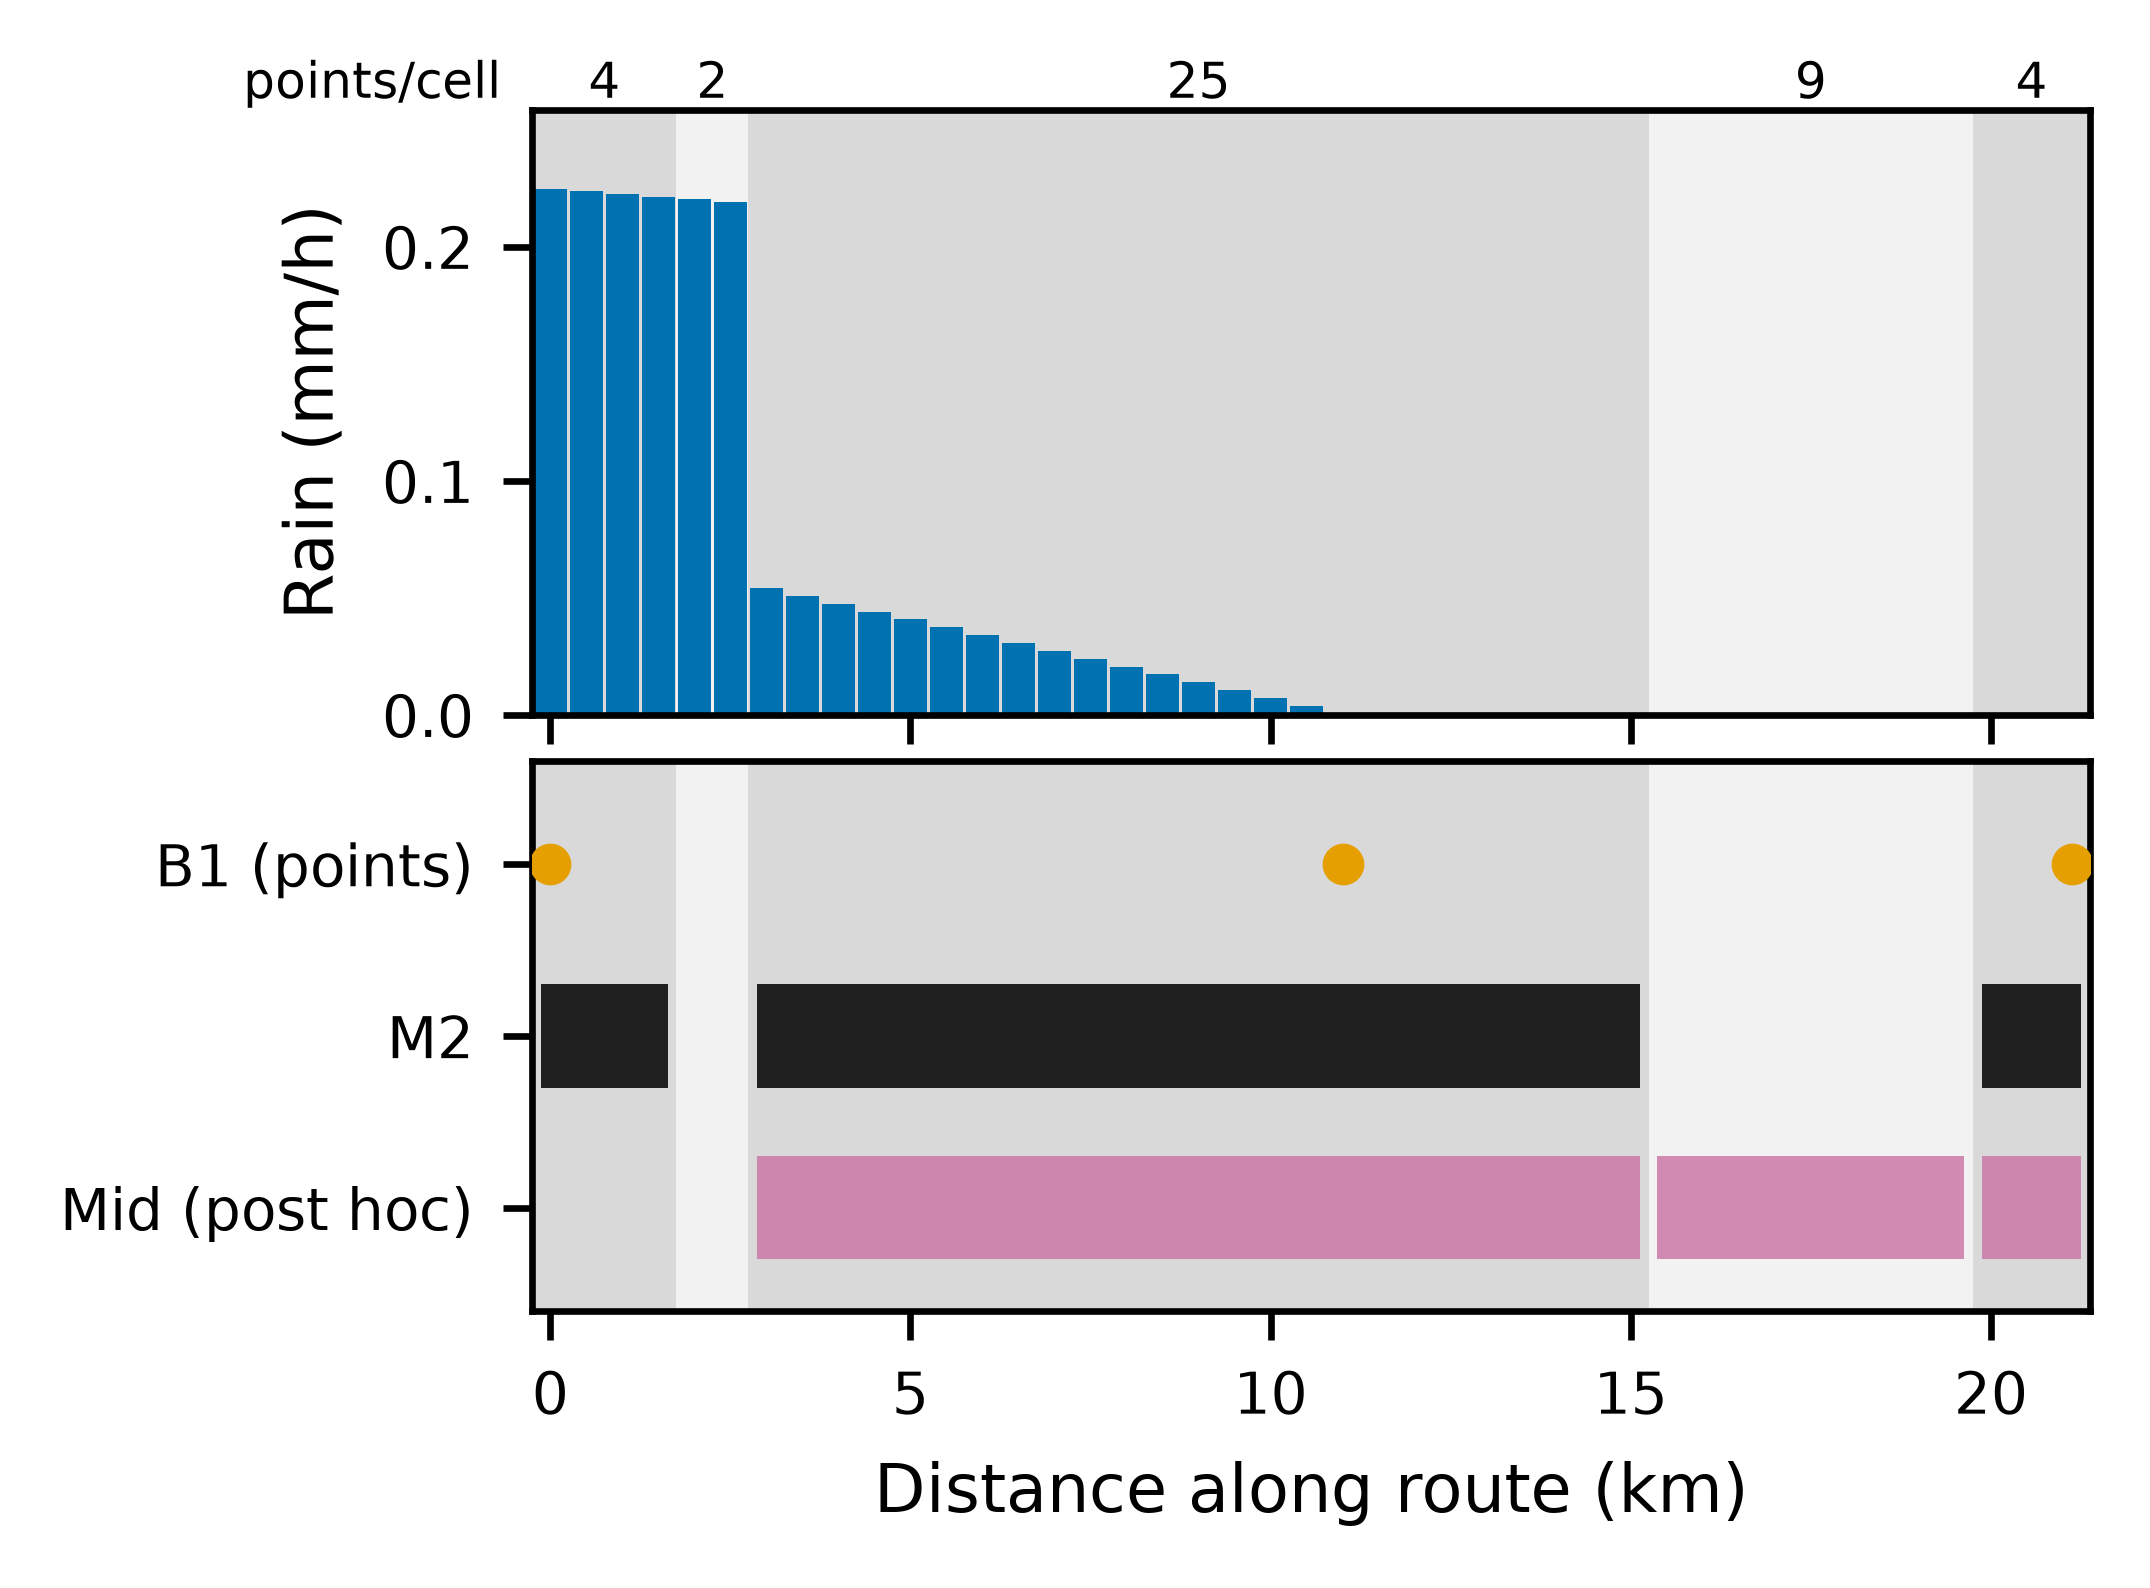 points/cell 4 2 25 9 4
Rain (mm/h)
0.2
0.1
0.0
B1 (points)
M2
Mid (post hoc)
0 5 10 15 20
Distance along route (km)